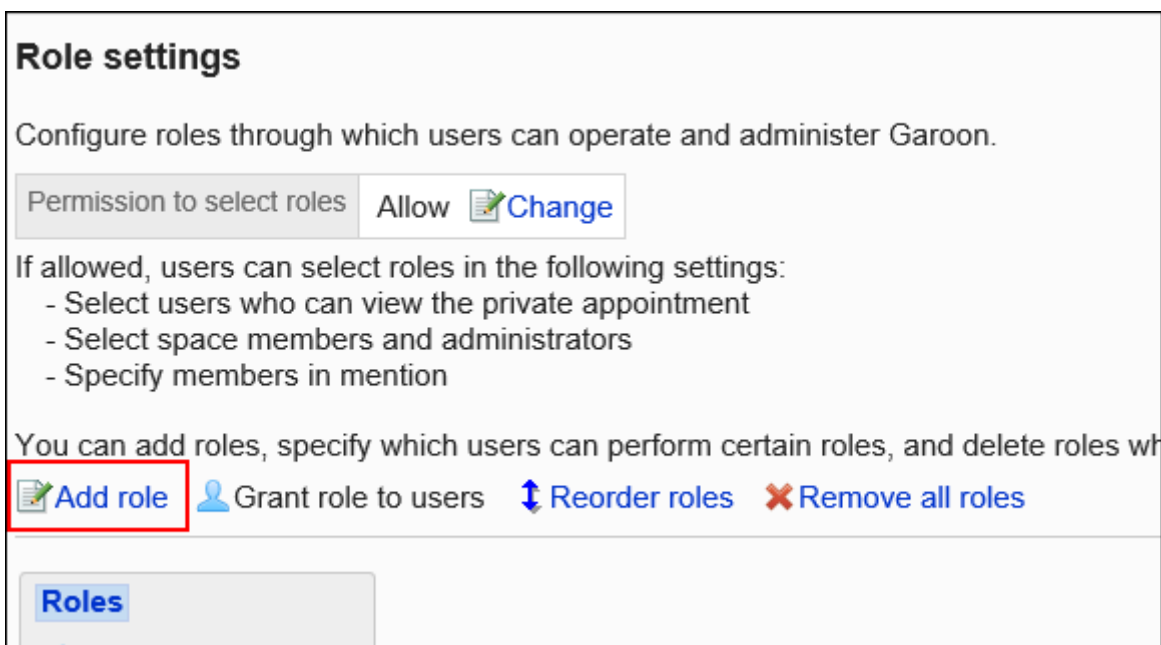 Role settings
Configure roles through which users can operate and administer Garoon.
Permission to select roles Allow Change
If allowed, users can select roles in the following settings:
- Select users who can view the private appointment
- Select space members and administrators
- Specify members in mention
You can add roles, specify which users can perform certain roles, and delete roles
Add role Grant role to users Reorder roles Remove all roles
Roles